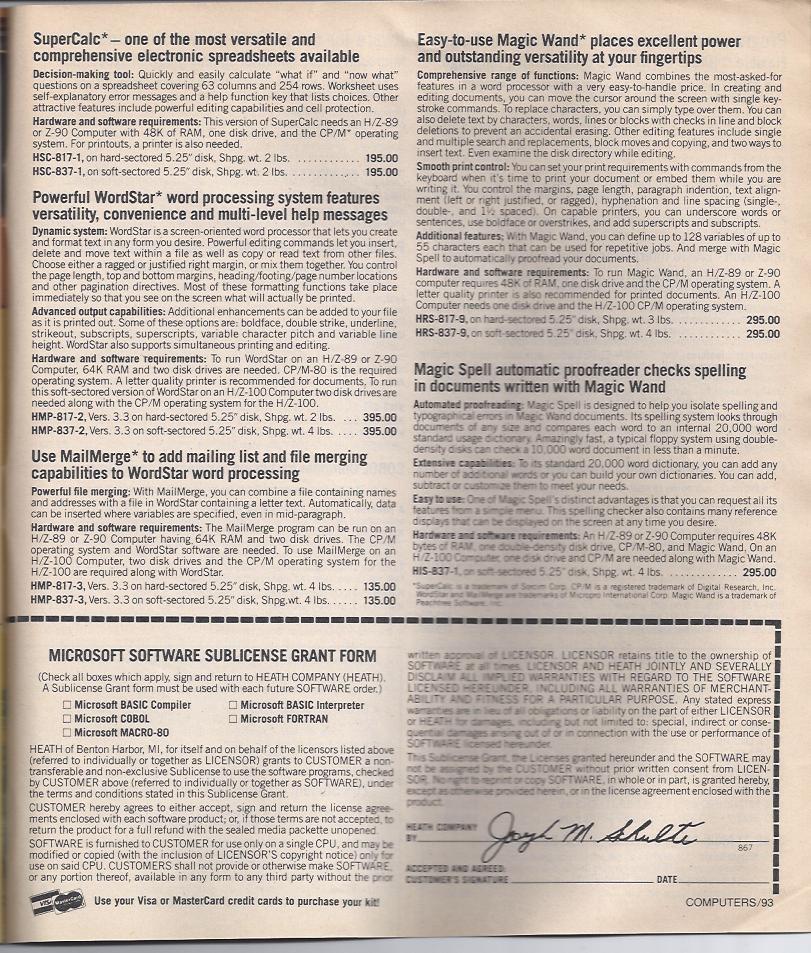 SuperCalc* — one of the most versatile and
comprehensive electronic spreadsheets available
Decision-making tool: Quickly and easily calculate "what if" and "now what"
questions on a spreadsheet covering 63 columns and 254 rows. Worksheet uses
self-explanatory error messages and a help function key that lists choices. Other
attractive features include powerful editing capabilities and cell protection.
Hardware and software requirements: This version of SuperCalc needs an H/Z-89
or Z-90 Computer with 48K of RAM, one disk drive, and the CP/M* operating
system. For printouts, a printer is also needed.
HSC-817-1, on hard-sectored 5.25" disk, Shpg. wt. 2 lbs. ............ 195.00
HSC-837-1, on soft-sectored 5.25" disk, Shpg. wt. 2 lbs. ............ 195.00
Powerful WordStar* word processing system features
versatility, convenience and multi-level help messages
Dynamic system: WordStar is a screen-oriented word processor that lets you create
and format text in any form you desire. Powerful editing commands let you insert,
delete and move text within a file as well as copy or read text from other files.
Choose either a ragged or justified right margin, or mix them together. You control
the page length, top and bottom margins, heading/footing/page number locations
and other pagination directives. Most of these formatting functions take place
immediately so that you see on the screen what will actually be printed.
Advanced output capabilities: Additional enhancements can be added to your file
as it is printed out. Some of these options are: boldface, double strike, underline,
strikeout, subscripts, superscripts, variable character pitch and variable line
height. WordStar also supports simultaneous printing and editing.
Hardware and software requirements: To run WordStar on an H/Z-89 or Z-90
Computer, 64K RAM and two disk drives are needed. CP/M-80 is the required
operating system. A letter quality printer is recommended for documents. To run
this soft-sectored version of WordStar on an H/Z-100 Computer two disk drives are
needed along with the CP/M operating system for the H/Z-100.
HMP-817-2, Vers. 3.3 on hard-sectored 5.25" disk, Shpg. wt. 2 lbs. .... 395.00
HMP-837-2, Vers. 3.3 on soft-sectored 5.25" disk, Shpg. wt. 4 lbs. .... 395.00
Use MailMerge* to add mailing list and file merging
capabilities to WordStar word processing
Powerful file merging: With MailMerge, you can combine a file containing names
and addresses with a file in WordStar containing a letter text. Automatically, data
can be inserted where variables are specified, even in mid-paragraph.
Hardware and software requirements: The MailMerge program can be run on an
H/Z-89 or Z-90 Computer having 64K RAM and two disk drives. The CP/M
operating system and WordStar software are needed. To use MailMerge on an
H/Z-100 Computer, two disk drives and the CP/M operating system for the
H/Z-100 are required along with WordStar.
HMP-817-3, Vers. 3.3 on hard-sectored 5.25" disk, Shpg. wt. 4 lbs. ..... 135.00
HMP-837-3, Vers. 3.3 on soft-sectored 5.25" disk, Shpg.wt. 4 lbs. ..... 135.00
Easy-to-use Magic Wand* places excellent power
and outstanding versatility at your fingertips
Comprehensive range of functions: Magic Wand combines the most-asked-for
features in a word processor with a very easy-to-handle price. In creating and
editing documents, you can move the cursor around the screen with single key-
stroke commands. To replace characters, you can simply type over them. You can
also delete text by characters, words, lines or blocks with checks in line and block
deletions to prevent an accidental erasing. Other editing features include single
and multiple search and replacements, block moves and copying, and two ways to
insert text. Even examine the disk directory while editing.
Smooth print control: You can set your print requirements with commands from the
keyboard when it's time to print your document or embed them while you are
writing it. You control the margins, page length, paragraph indentation, text align-
ment (left or right justified, or ragged), hyphenation and line spacing (single-,
double-, and 1½ spaced). On capable printers, you can underscore words or
sentences, use boldface or overstrikes, and add superscripts and subscripts.
Additional features: With Magic Wand, you can define up to 128 variables of up to
55 characters each that can be used for repetitive jobs. And merge with Magic
Spell to automatically proofread your documents.
Hardware and software requirements: To run Magic Wand, an H/Z-89 or Z-90
computer requires 48K of RAM, one disk drive and the CP/M operating system. A
letter quality printer is also recommended for printed documents. An H/Z-100
Computer needs one disk drive and the H/Z-100 CP/M operating system.
HRS-817-9, on hard-sectored 5.25" disk, Shpg. wt. 3 lbs. ............ 295.00
HRS-837-9, on soft-sectored 5.25" disk, Shpg. wt. 4 lbs. ............ 295.00
Magic Spell automatic proofreader checks spelling
in documents written with Magic Wand
Automated proofreading: Magic Spell is designed to help you isolate spelling and
typographical errors in Magic Wand documents. Its spelling system looks through
documents of any size and compares each word to an internal 20,000 word
standard usage dictionary. Amazingly fast, a typical floppy system using double-
density disks can check a 10,000 word document in less than a minute.
Extensive capabilities: To its standard 20,000 word dictionary, you can add any
number of additional words or you can build your own dictionaries. You can add,
subtract or customize them to meet your needs.
Easy to use: One of Magic Spell's distinct advantages is that you can request all its
features from a simple menu. This spelling checker also contains many reference
displays that can be displayed on the screen at any time you desire.
Hardware and software requirements: An H/Z-89 or Z-90 Computer requires 48K
bytes of RAM, one double-density disk drive, CP/M-80, and Magic Wand. On an
H/Z-100 Computer, one disk drive and CP/M are needed along with Magic Wand.
HIS-837-1, on soft-sectored 5.25" disk, Shpg. wt. 4 lbs. ............. 295.00
*SuperCalc is a trademark of Sorcim Corp. CP/M is a registered trademark of Digital Research, Inc.
WordStar and MailMerge are trademarks of Micropro International Corp. Magic Wand is a trademark of
Peachtree Software, Inc.
MICROSOFT SOFTWARE SUBLICENSE GRANT FORM
(Check all boxes which apply, sign and return to HEATH COMPANY (HEATH).
A Sublicense Grant form must be used with each future SOFTWARE order.)
☐ Microsoft BASIC Compiler ☐ Microsoft BASIC Interpreter
☐ Microsoft COBOL ☐ Microsoft FORTRAN
☐ Microsoft MACRO-80
HEATH of Benton Harbor, MI, for itself and on behalf of the licensors listed above
(referred to individually or together as LICENSOR) grants to CUSTOMER a non-
transferable and non-exclusive Sublicense to use the software programs, checked
by CUSTOMER above (referred to individually or together as SOFTWARE), under
the terms and conditions stated in this Sublicense Grant.
CUSTOMER hereby agrees to either accept, sign and return the license agree-
ments enclosed with each software product; or, if those terms are not accepted, to
return the product for a full refund with the sealed media packette unopened.
SOFTWARE is furnished to CUSTOMER for use only on a single CPU, and may be
modified or copied (with the inclusion of LICENSOR'S copyright notice) only for
use on said CPU. CUSTOMERS shall not provide or otherwise make SOFTWARE,
or any portion thereof, available in any form to any third party without the prior
written approval of LICENSOR. LICENSOR retains title to the ownership of
SOFTWARE at all times. LICENSOR AND HEATH JOINTLY AND SEVERALLY
DISCLAIM ALL IMPLIED WARRANTIES WITH REGARD TO THE SOFTWARE
LICENSED HEREUNDER, INCLUDING ALL WARRANTIES OF MERCHANT-
ABILITY AND FITNESS FOR A PARTICULAR PURPOSE. Any stated express
warranties are in lieu of all obligations or liability on the part of either LICENSOR
or HEATH for damages, including but not limited to: special, indirect or conse-
quential damages arising out of or in connection with the use or performance of
SOFTWARE licensed hereunder.
This Sublicense Grant, the Licenses granted hereunder and the SOFTWARE may
not be assigned by the CUSTOMER without prior written consent from LICEN-
SOR. No right to reprint or copy SOFTWARE, in whole or in part, is granted hereby,
except as otherwise provided herein, or in the license agreement enclosed with the
product.
HEATH COMPANY
BY
Joseph M. Schulte
867
ACCEPTED AND AGREED:
CUSTOMER'S SIGNATURE DATE
VISA MasterCard
Use your Visa or MasterCard credit cards to purchase your kit!
COMPUTERS/93